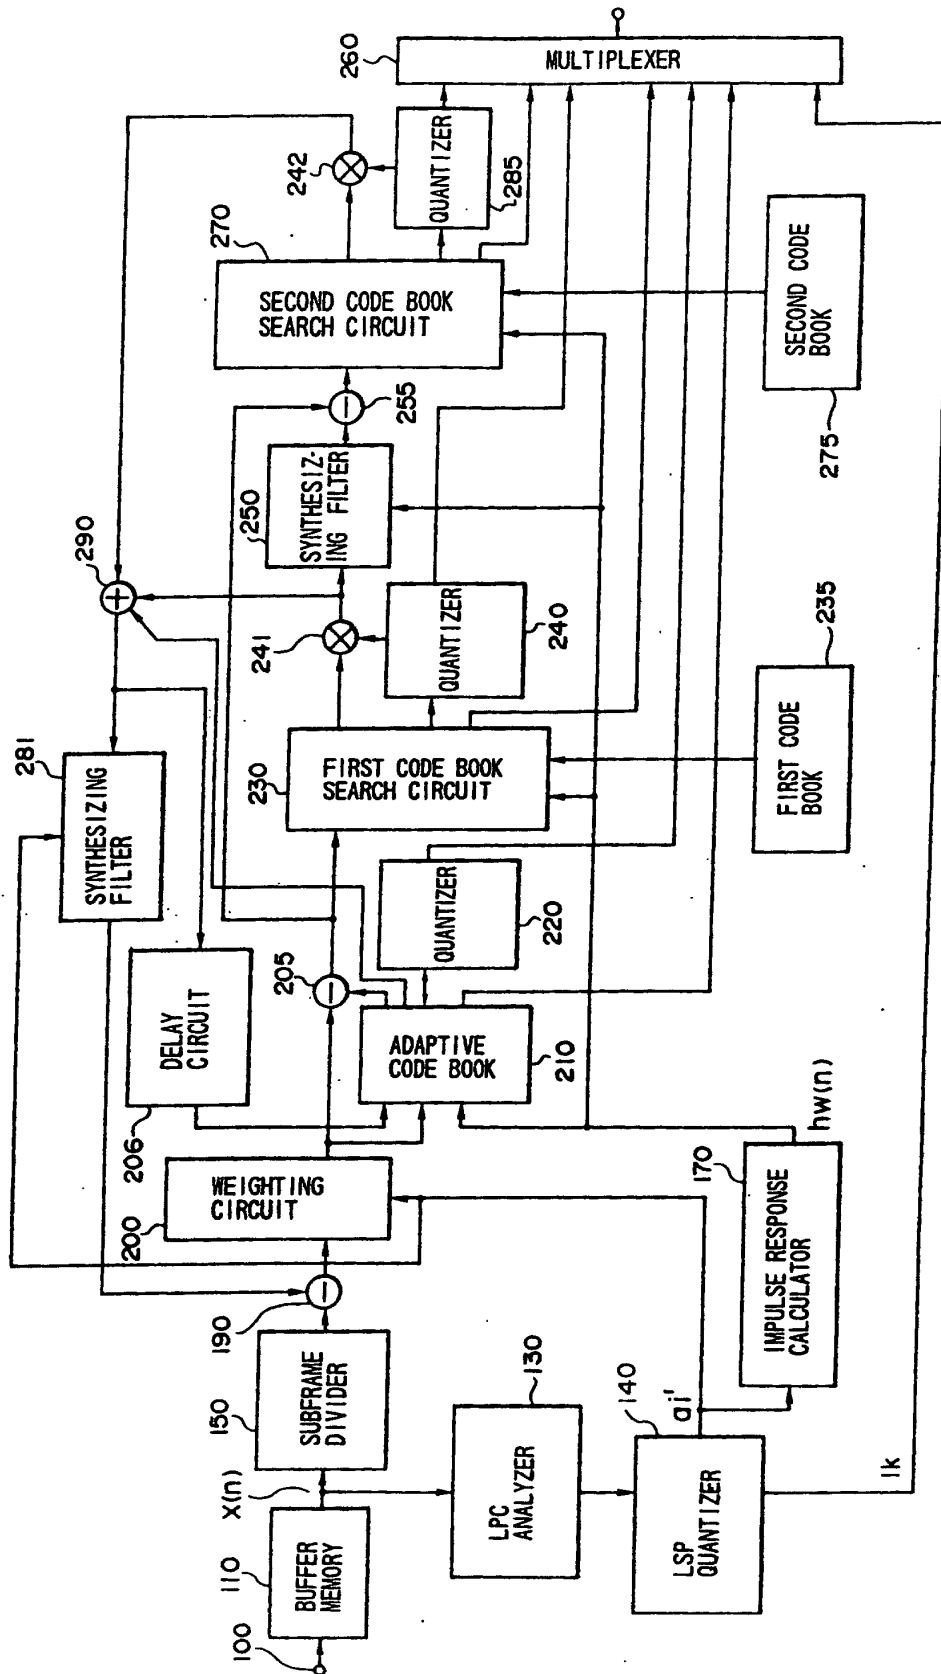 100
110
BUFFER
MEMORY
X(n)
150
SUBFRAME
DIVIDER
190
200
WEIGHTING
CIRCUIT
206
DELAY
CIRCUIT
281
SYNTHESIZING
FILTER
290
205
210
ADAPTIVE
CODE BOOK
220
QUANTIZER
230
FIRST CODE BOOK
SEARCH CIRCUIT
241
240
QUANTIZER
250
SYNTHESIZ-
ING FILTER
255
270
SECOND CODE BOOK
SEARCH CIRCUIT
242
285
QUANTIZER
260
MULTIPLEXER
130
LPC
ANALYZER
140
LSP
QUANTIZER
ai'
lk
170
IMPULSE RESPONSE
CALCULATOR
hw(n)
235
FIRST CODE
BOOK
275
SECOND CODE
BOOK